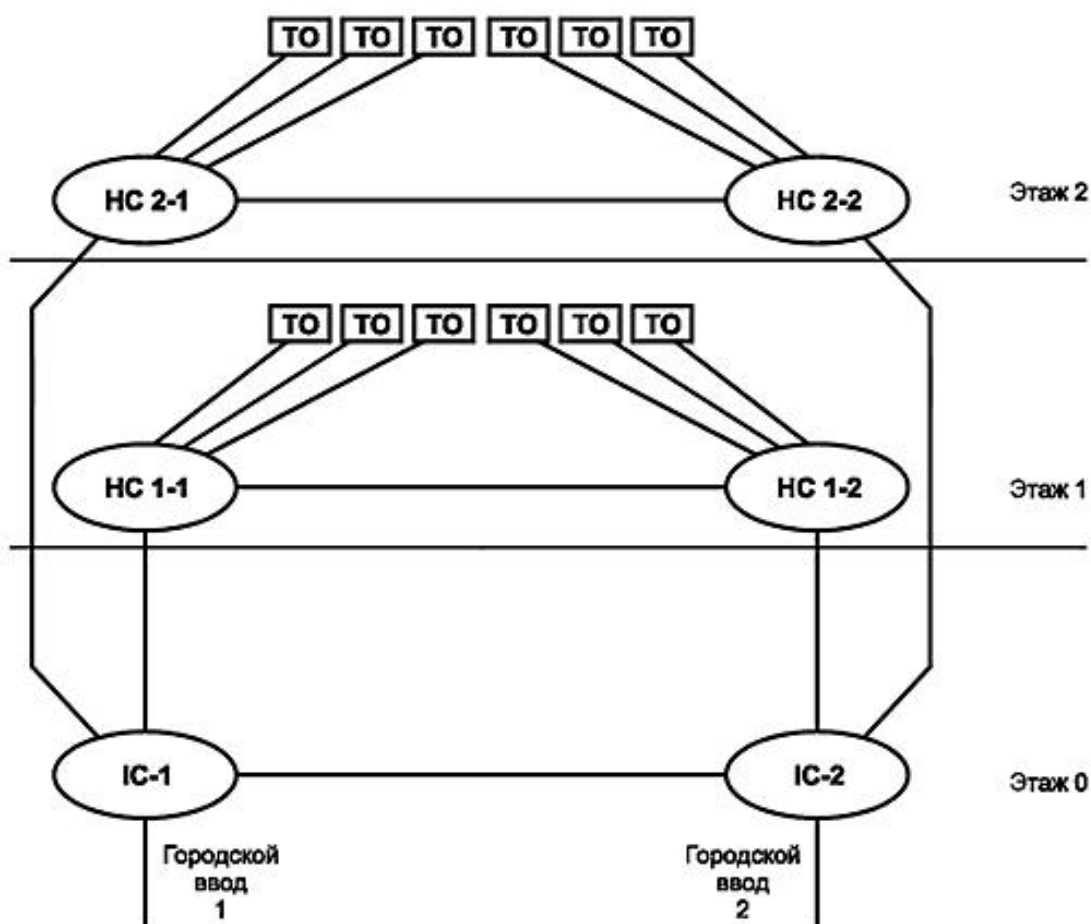 ТО ТО ТО ТО ТО ТО
НС 2-1
НС 2-2
Этаж 2
ТО ТО ТО ТО ТО ТО
НС 1-1
НС 1-2
Этаж 1
IC-1
IC-2
Этаж 0
Городской
ввод
1
Городской
ввод
2